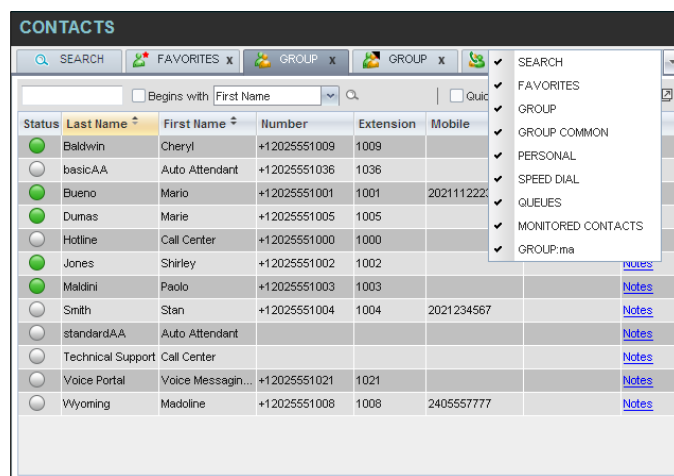 CONTACTS
SEARCH FAVORITES x GROUP x GROUP x
Begins with First Name Quic
Status Last Name First Name Number Extension Mobile
Baldwin Cheryl +12025551009 1009
basicAA Auto Attendant +12025551036 1036
Bueno Mario +12025551001 1001 2021112223
Dumas Marie +12025551005 1005
Hotline Call Center +12025551000 1000
Jones Shirley +12025551002 1002 Notes
Maldini Paolo +12025551003 1003 Notes
Smith Stan +12025551004 1004 2021234567 Notes
standardAA Auto Attendant Notes
Technical Support Call Center Notes
Voice Portal Voice Messagin... +12025551021 1021 Notes
Wyoming Madoline +12025551008 1008 2405557777 Notes
SEARCH
FAVORITES
GROUP
GROUP COMMON
PERSONAL
SPEED DIAL
QUEUES
MONITORED CONTACTS
GROUP:ma